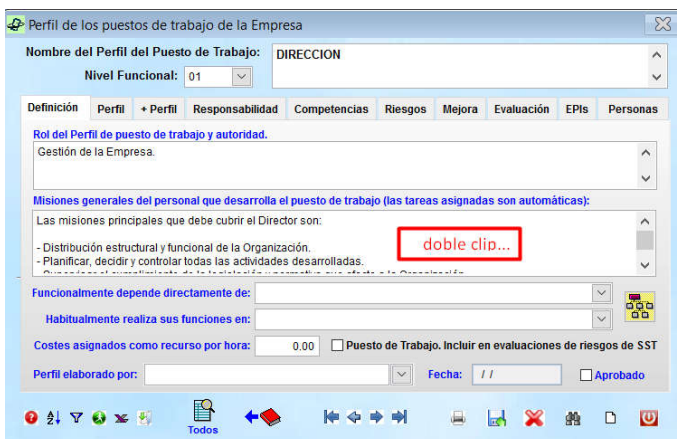 Perfil de los puestos de trabajo de la Empresa
Nombre del Perfil del Puesto de Trabajo: DIRECCION
Nivel Funcional: 01
Definición Perfil + Perfil Responsabilidad Competencias Riesgos Mejora Evaluación EPIs Personas
Rol del Perfil de puesto de trabajo y autoridad.
Gestión de la Empresa.
Misiones generales del personal que desarrolla el puesto de trabajo (las tareas asignadas son automáticas):
Las misiones principales que debe cubrir el Director son:
doble clip...
- Distribución estructural y funcional de la Organización.
- Planificar, decidir y controlar todas las actividades desarrolladas.
Funcionalmente depende directamente de:
Habitualmente realiza sus funciones en:
Costes asignados como recurso por hora: 0.00 Puesto de Trabajo. Incluir en evaluaciones de riesgos de SST
Perfil elaborado por: Fecha: / / Aprobado
Todos